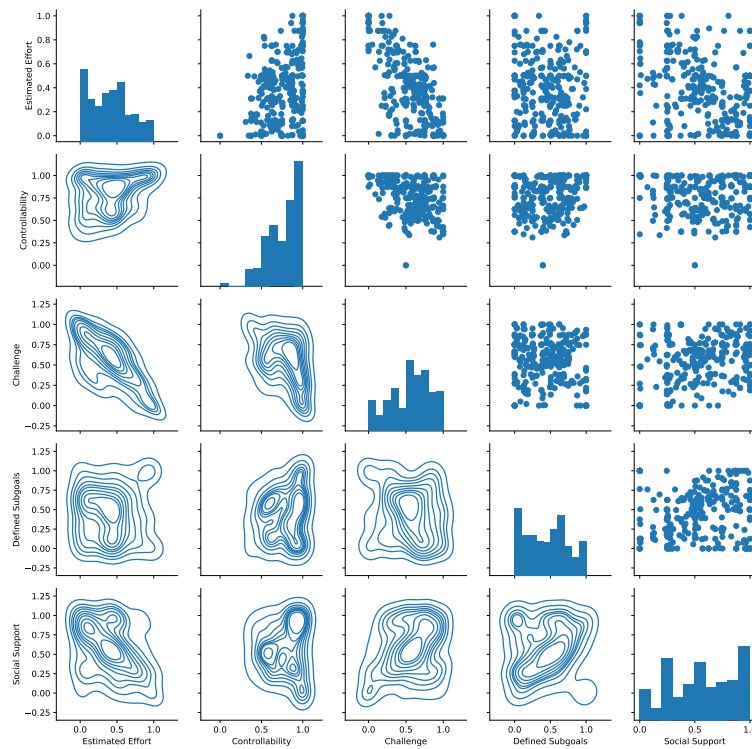 1.0
0.8
0.6
0.4
0.2
0.0
Estimated Effort
1.00
0.75
0.50
0.25
0.00
Controllability
1.25
1.00
0.75
0.50
0.25
0.00
−0.25
Challenge
1.25
1.00
0.75
0.50
0.25
0.00
−0.25
Defined Subgoals
1.25
1.00
0.75
0.50
0.25
0.00
−0.25
Social Support
0.0 0.5 1.0
Estimated Effort
0.0 0.5 1.0
Controllability
0.0 0.5 1.0
Challenge
0.0 0.5 1.0
Defined Subgoals
0.0 0.5
Social Support